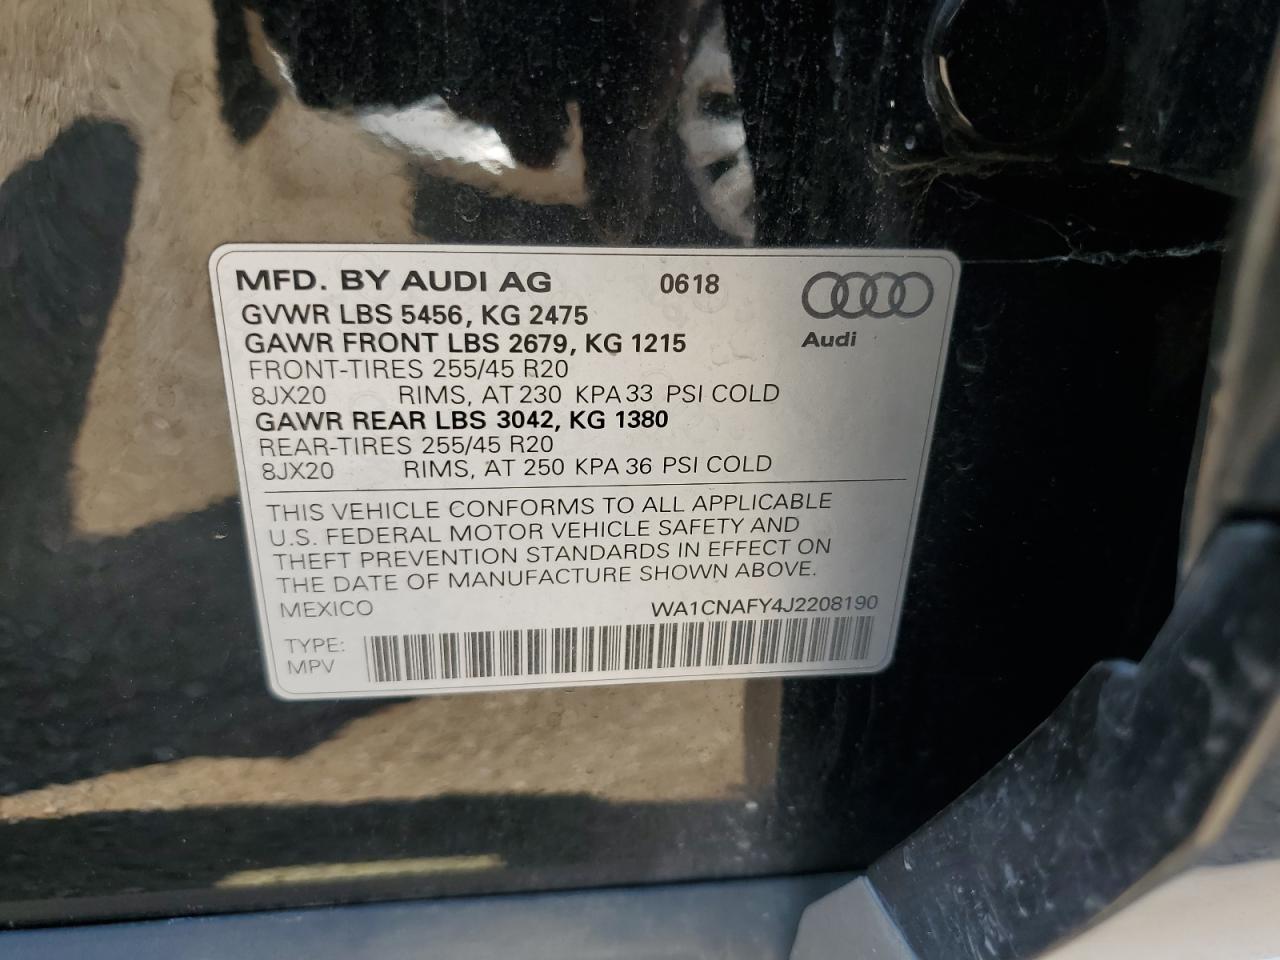 MFD. BY AUDI AG 0618
GVWR LBS 5456, KG 2475
GAWR FRONT LBS 2679, KG 1215
Audi
FRONT-TIRES 255/45 R20
8JX20 RIMS, AT 230 KPA 33 PSI COLD
GAWR REAR LBS 3042, KG 1380
REAR-TIRES 255/45 R20
8JX20 RIMS, AT 250 KPA 36 PSI COLD
THIS VEHICLE CONFORMS TO ALL APPLICABLE
U.S. FEDERAL MOTOR VEHICLE SAFETY AND
THEFT PREVENTION STANDARDS IN EFFECT ON
THE DATE OF MANUFACTURE SHOWN ABOVE.
MEXICO WA1CNAFY4J2208190
TYPE:
MPV